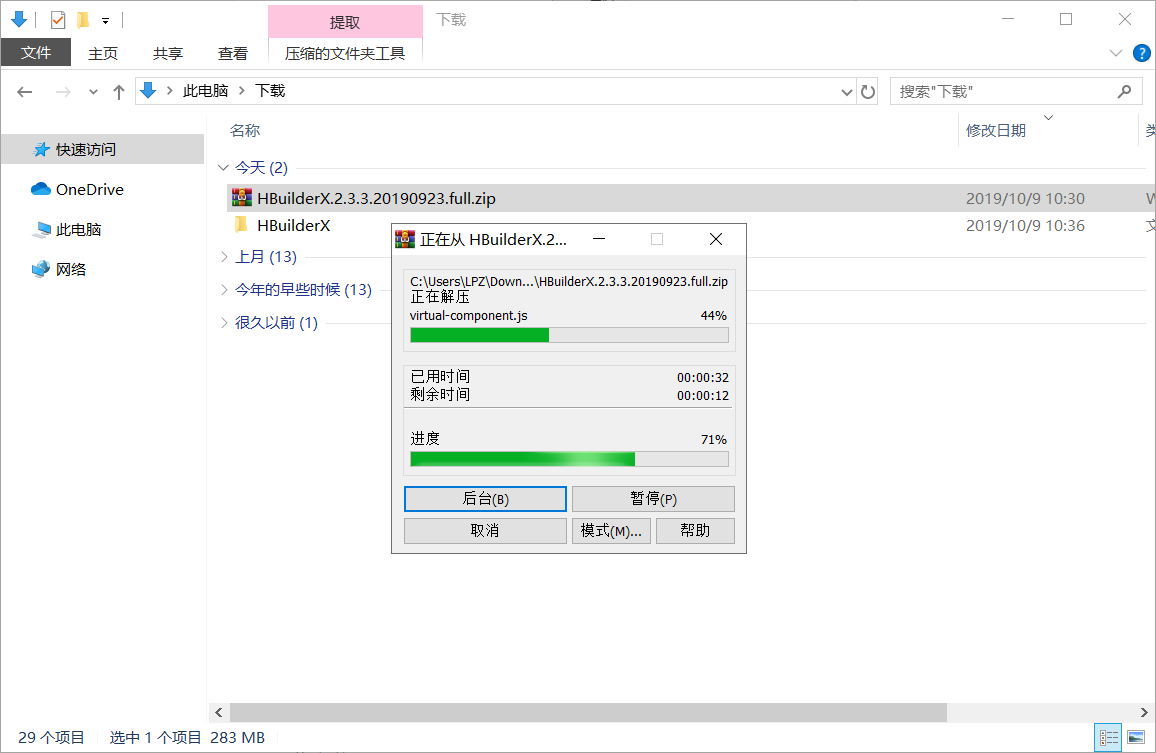 提取
下载
文件 主页 共享 查看 压缩的文件夹工具
?
此电脑 下载
搜索"下载"
名称 修改日期
快速访问
OneDrive
此电脑
网络
今天 (2)
HBuilderX.2.3.3.20190923.full.zip 2019/10/9 10:30
HBuilderX 2019/10/9 10:36
上月 (13)
今年的早些时候 (13)
很久以前 (1)
正在从 HBuilderX.2...
C:\Users\LPZ\Down...\HBuilderX.2.3.3.20190923.full.zip
正在解压
virtual-component.js 44%
已用时间 00:00:32
剩余时间 00:00:12
进度 71%
后台(B) 暂停(P)
取消 模式(M)... 帮助
29 个项目 选中 1 个项目 283 MB